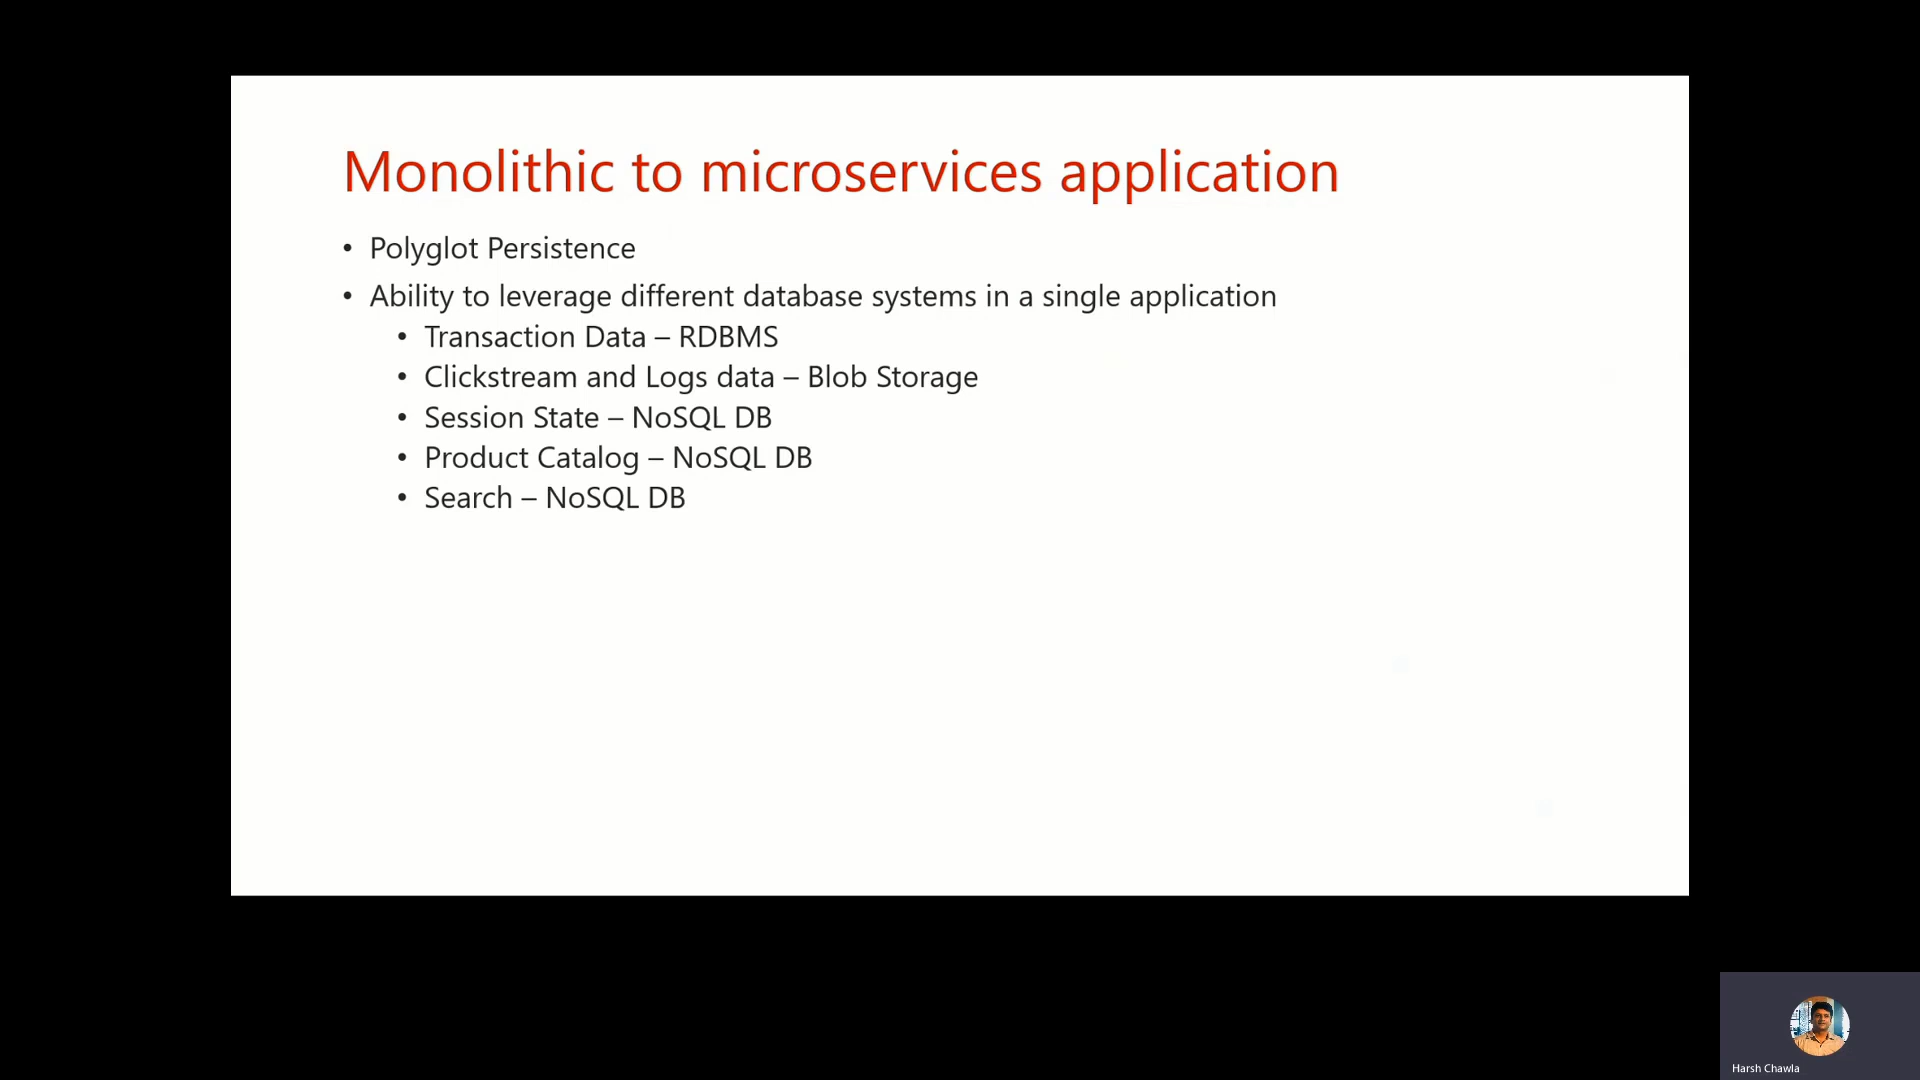 Monolithic to microservices application
• Polyglot Persistence
• Ability to leverage different database systems in a single application
• Transaction Data – RDBMS
• Clickstream and Logs data – Blob Storage
• Session State – NoSQL DB
• Product Catalog – NoSQL DB
• Search – NoSQL DB
Harsh Chawla